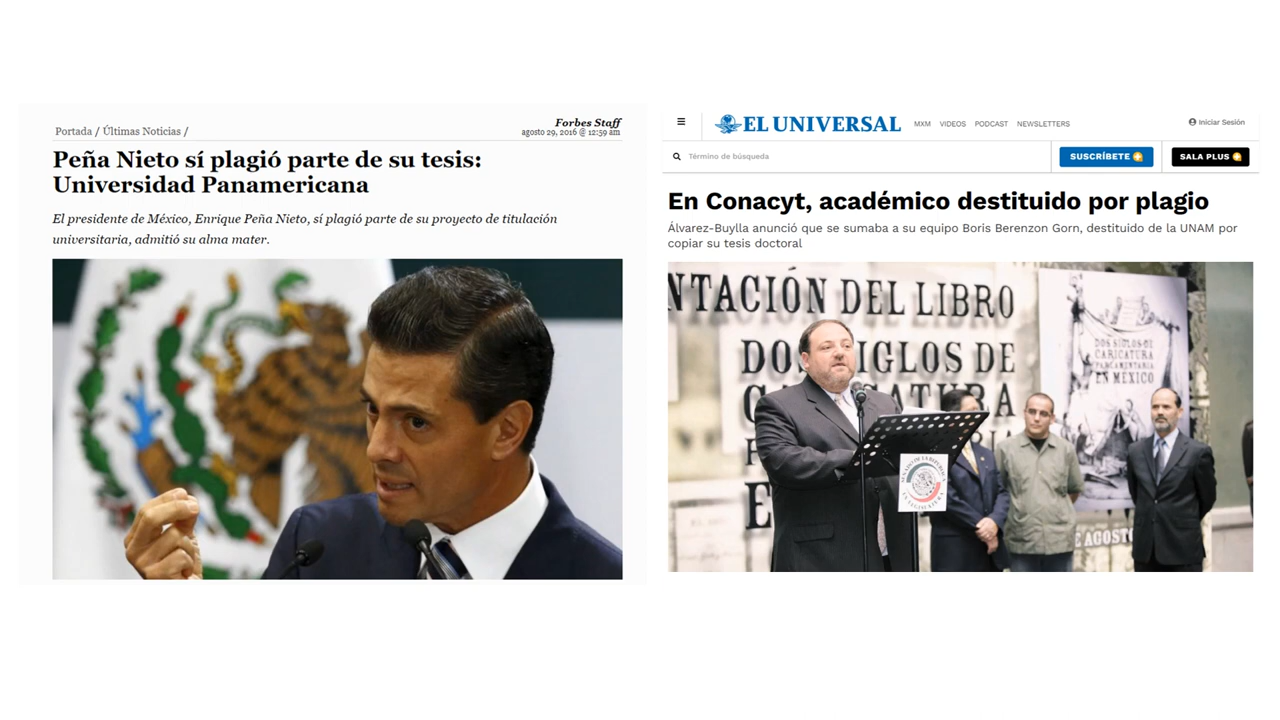 Portada / Últimas Noticias /
Forbes Staff
agosto 29, 2016 @ 12:59 am
Peña Nieto sí plagió parte de su tesis:
Universidad Panamericana
El presidente de México, Enrique Peña Nieto, sí plagió parte de su proyecto de titulación
universitaria, admitió su alma mater.
EL UNIVERSAL
MXM VIDEOS PODCAST NEWSLETTERS
Iniciar Sesión
Término de búsqueda
SUSCRÍBETE
SALA PLUS
En Conacyt, académico destituido por plagio
Álvarez-Buylla anunció que se sumaba a su equipo Boris Berenzon Gorn, destituido de la UNAM por
copiar su tesis doctoral
NTACIÓN DEL LIBRO
DOS SIGLOS DE
DOS SIGLOS DE
CARICATURA
PARLAMENTARIA
EN MÉXICO
E AGOSTO